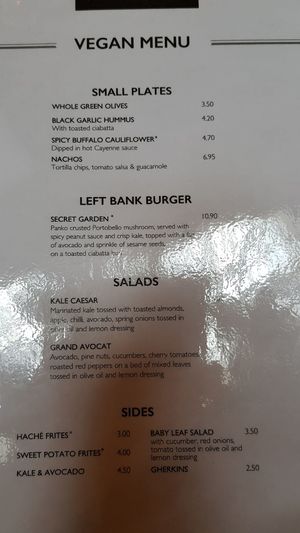 VEGAN MENU
SMALL PLATES
WHOLE GREEN OLIVES 3.50
BLACK GARLIC HUMMUS 4.20
With toasted ciabatta
SPICY BUFFALO CAULIFLOWER* 4.70
Dipped in hot Cayenne sauce
NACHOS 6.95
Tortilla chips, tomato salsa & guacamole
LEFT BANK BURGER
SECRET GARDEN * 10.90
Panko crusted Portobello mushroom, served with
spicy peanut sauce and crisp kale, topped with a fan
of avocado and sprinkle of sesame seeds,
on a toasted ciabatta bun
SALADS
KALE CAESAR
Marinated kale tossed with toasted almonds,
apple, chilli, avocado, spring onions tossed in
olive oil and lemon dressing
GRAND AVOCAT
Avocado, pine nuts, cucumbers, cherry tomatoes
roasted red peppers on a bed of mixed leaves
tossed in olive oil and lemon dressing
SIDES
HACHÉ FRITES* 3.00
SWEET POTATO FRITES* 4.00
KALE & AVOCADO 4.50
BABY LEAF SALAD 3.50
with cucumber, red onions,
tomato tossed in olive oil and
lemon dressing
GHERKINS 2.50